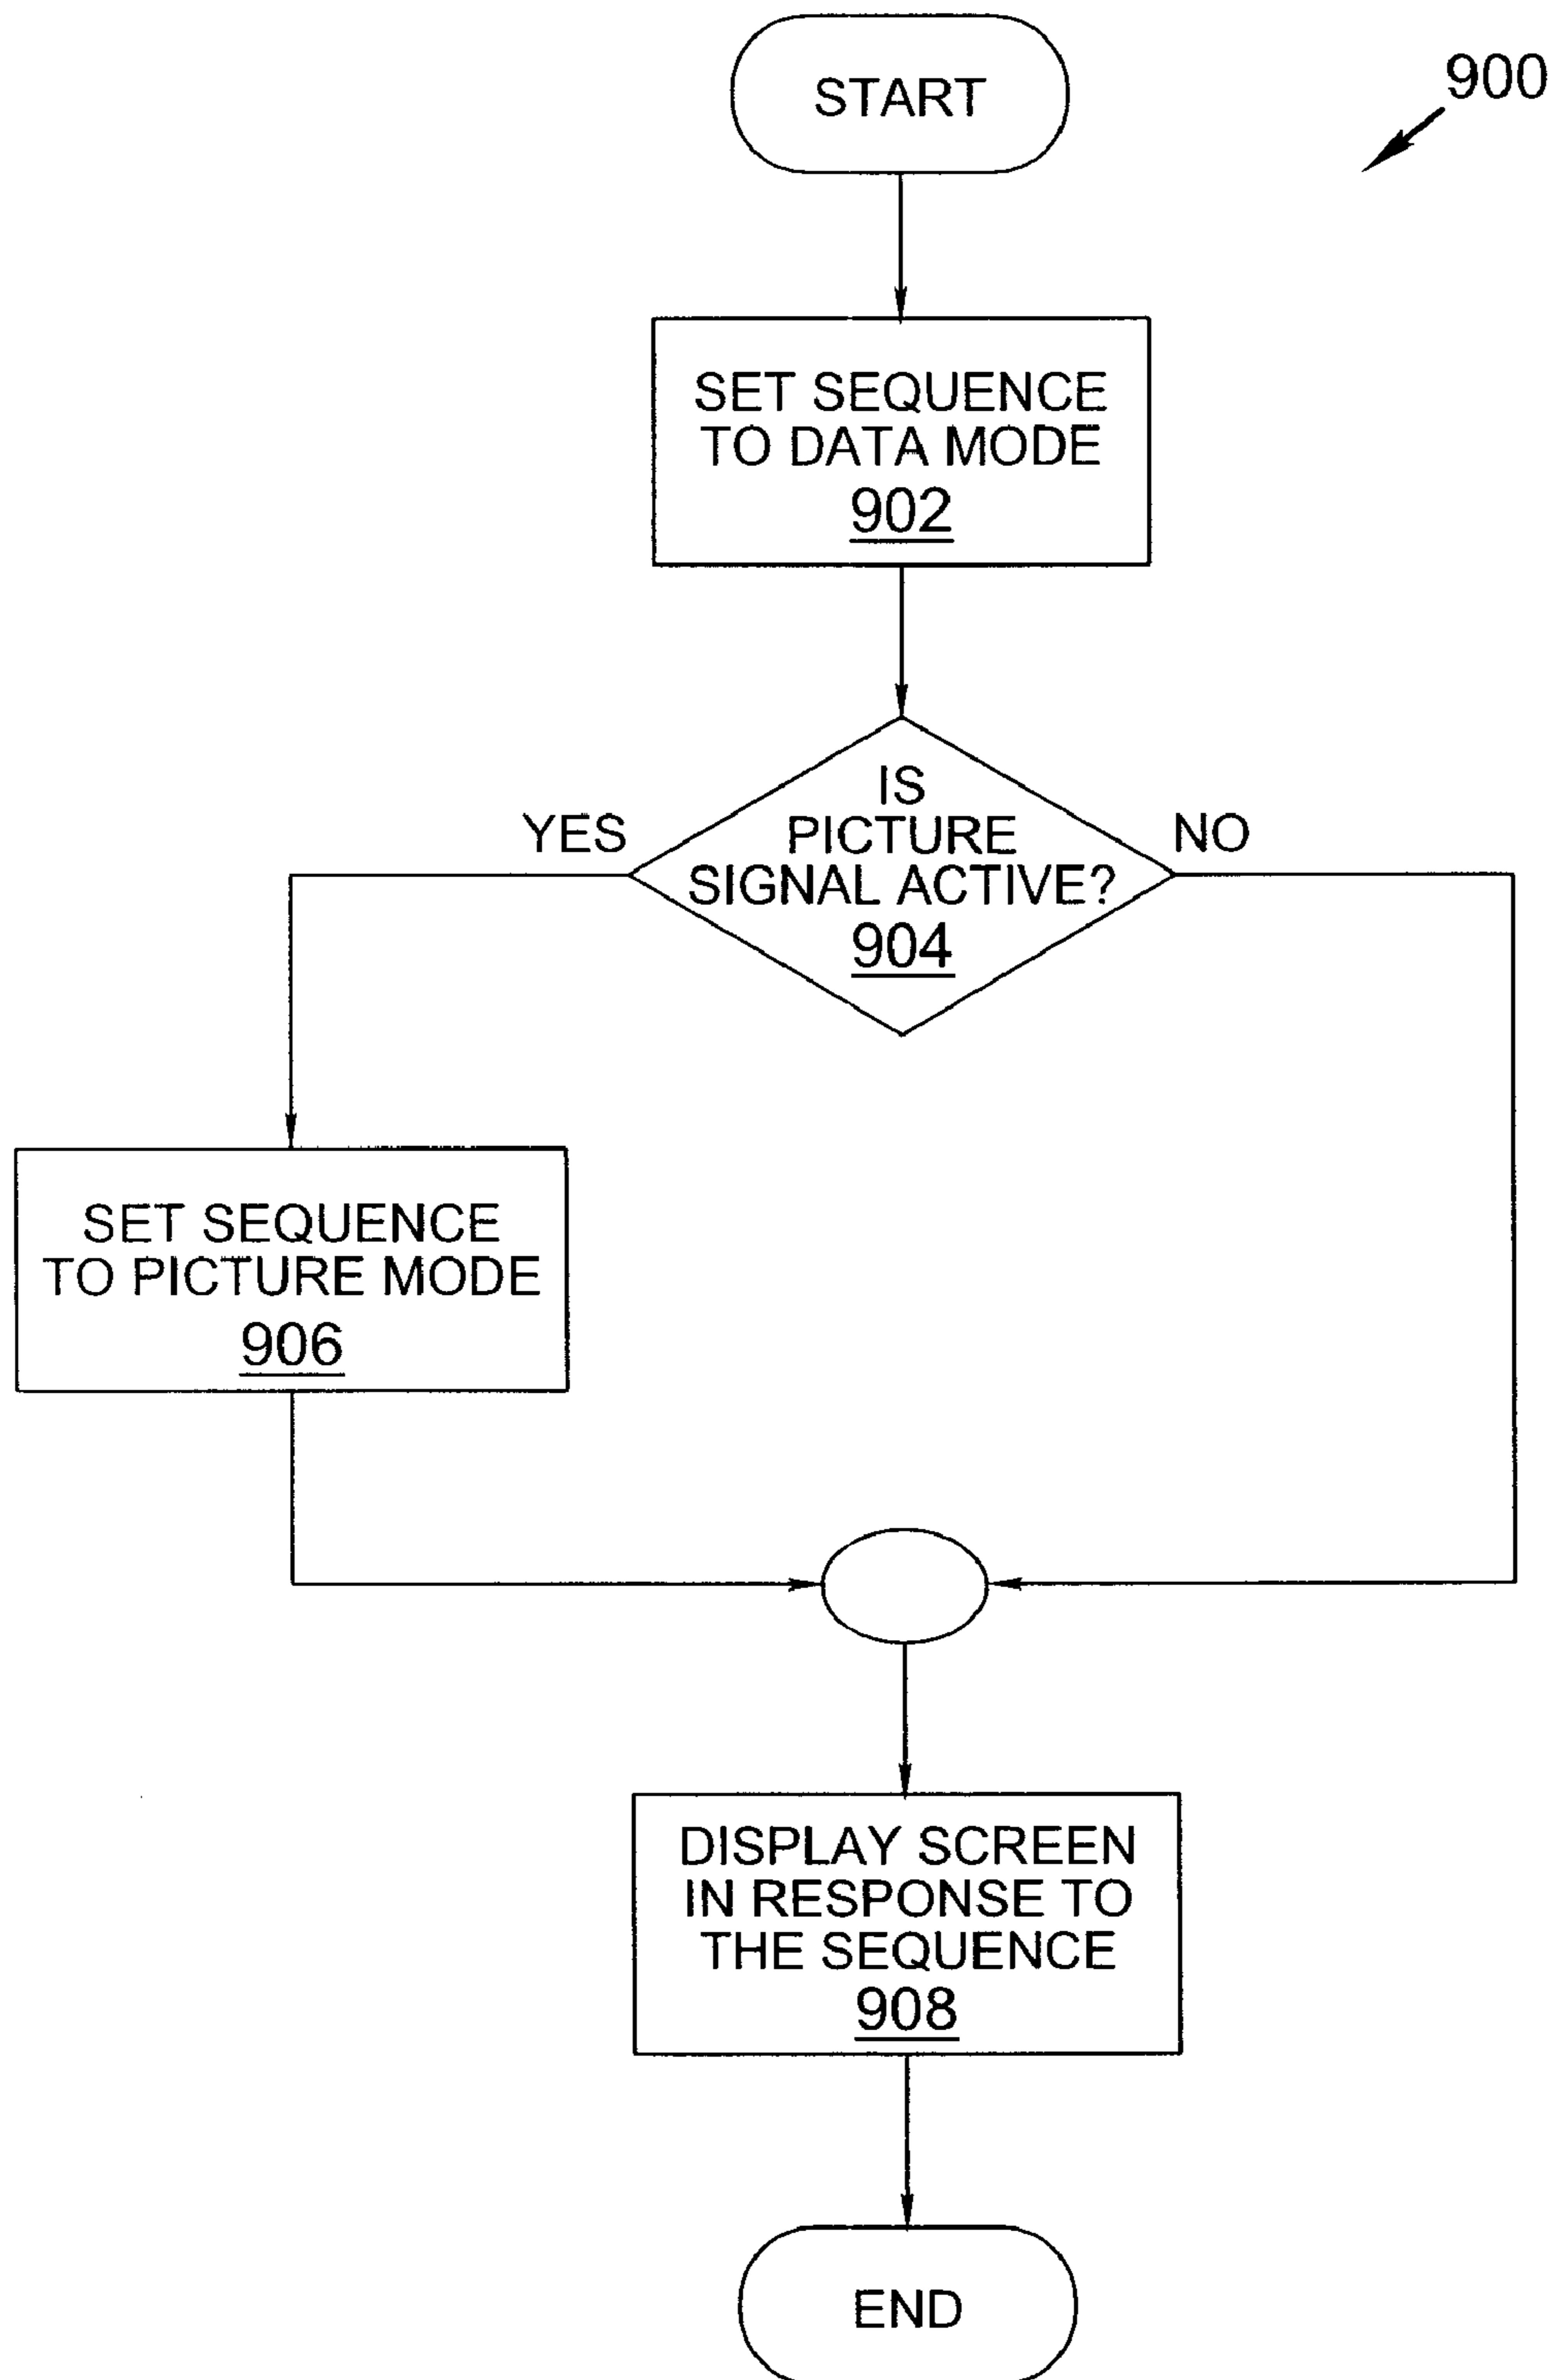 START
900
SET SEQUENCE
TO DATA MODE
902
IS
PICTURE
SIGNAL ACTIVE?
904
YES
NO
SET SEQUENCE
TO PICTURE MODE
906
DISPLAY SCREEN
IN RESPONSE TO
THE SEQUENCE
908
END